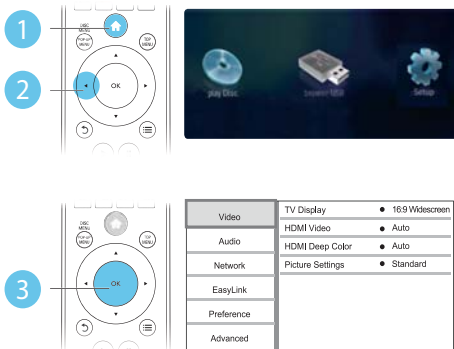 1
DISC
MENU
TOP
MENU
POP-UP
MENU
2
OK
play Disc
browse USB
Setup
DISC
MENU
TOP
MENU
POP-UP
MENU
3
OK
Video
Audio
Network
EasyLink
Preference
Advanced
TV Display
16:9 Widescreen
HDMI Video
Auto
HDMI Deep Color
Auto
Picture Settings
Standard